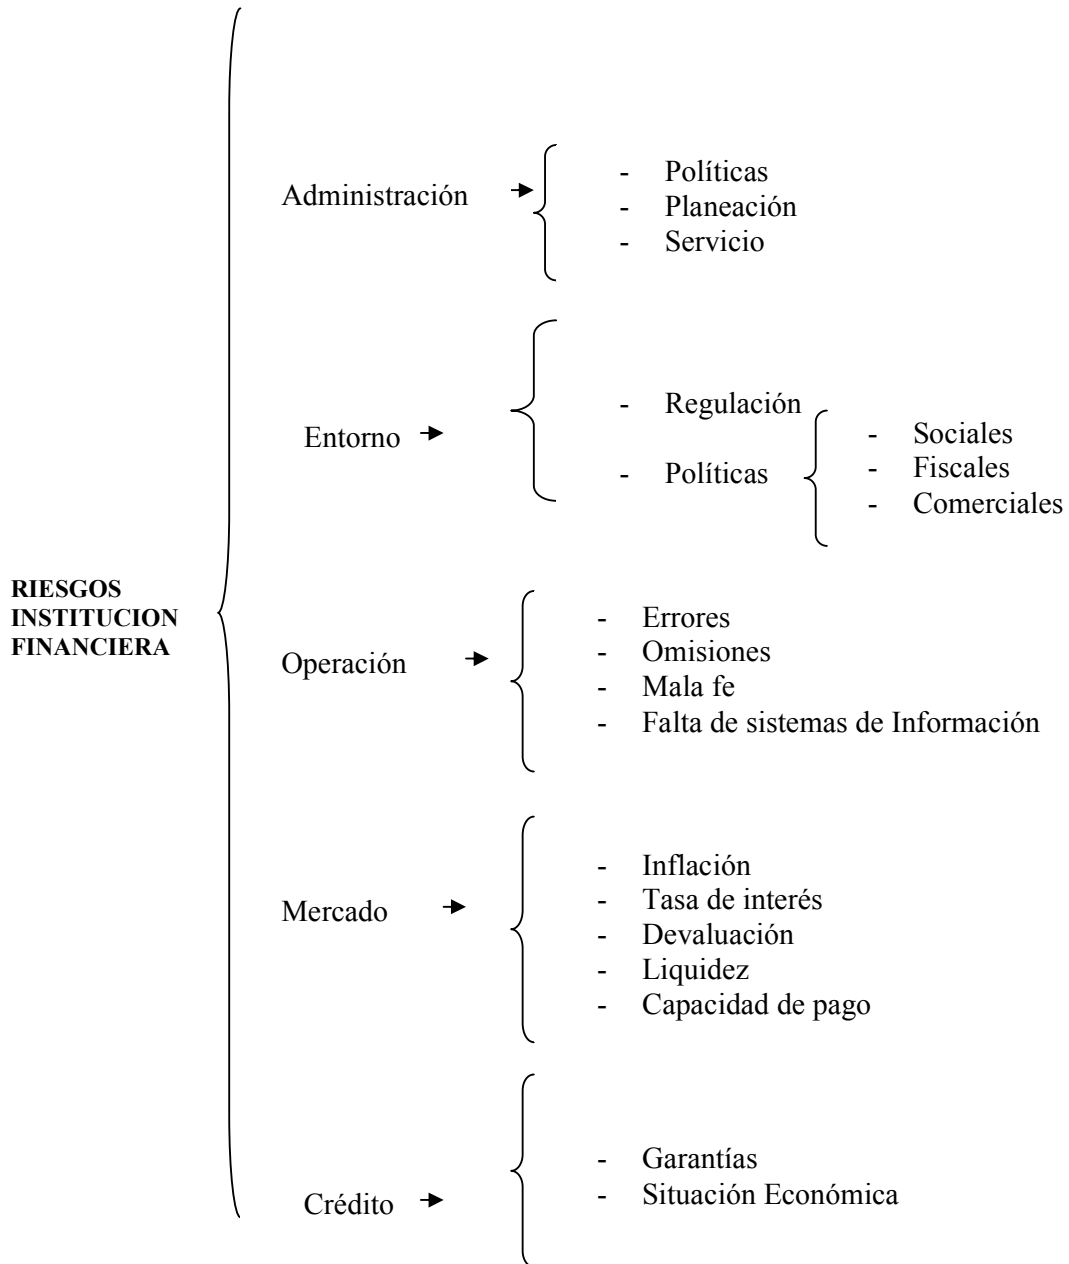 RIESGOS
INSTITUCION
FINANCIERA
Administración
- Políticas
- Planeación
- Servicio
Entorno
- Regulación
- Políticas
- Sociales
- Fiscales
- Comerciales
Operación
- Errores
- Omisiones
- Mala fe
- Falta de sistemas de Información
Mercado
- Inflación
- Tasa de interés
- Devaluación
- Liquidez
- Capacidad de pago
Crédito
- Garantías
- Situación Económica